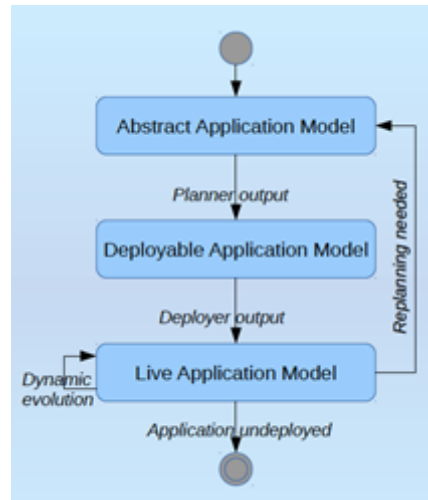 Abstract Application Model
Planner output
Replanning needed
Deployable Application Model
Deployer output
Live Application Model
Dynamic
evolution
Application undeployed